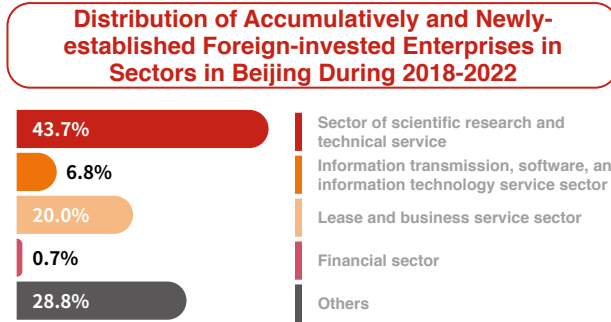 Distribution of Accumulatively and Newly-
established Foreign-invested Enterprises in
Sectors in Beijing During 2018-2022
43.7%
Sector of scientific research and
technical service
6.8%
Information transmission, software, an
information technology service sector
20.0%
Lease and business service sector
0.7%
Financial sector
28.8%
Others